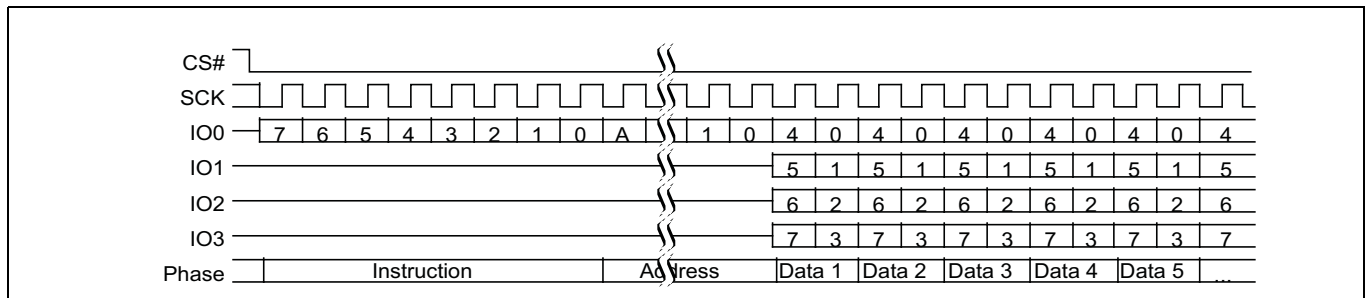 CS#
SCK
IO0 7 6 5 4 3 2 1 0 A 1 0 4 0 4 0 4 0 4 0 4 0 4
IO1 5 1 5 1 5 1 5 1 5 1 5
IO2 6 2 6 2 6 2 6 2 6 2 6
IO3 7 3 7 3 7 3 7 3 7 3 7
Phase Instruction Address Data 1 Data 2 Data 3 Data 4 Data 5 ...